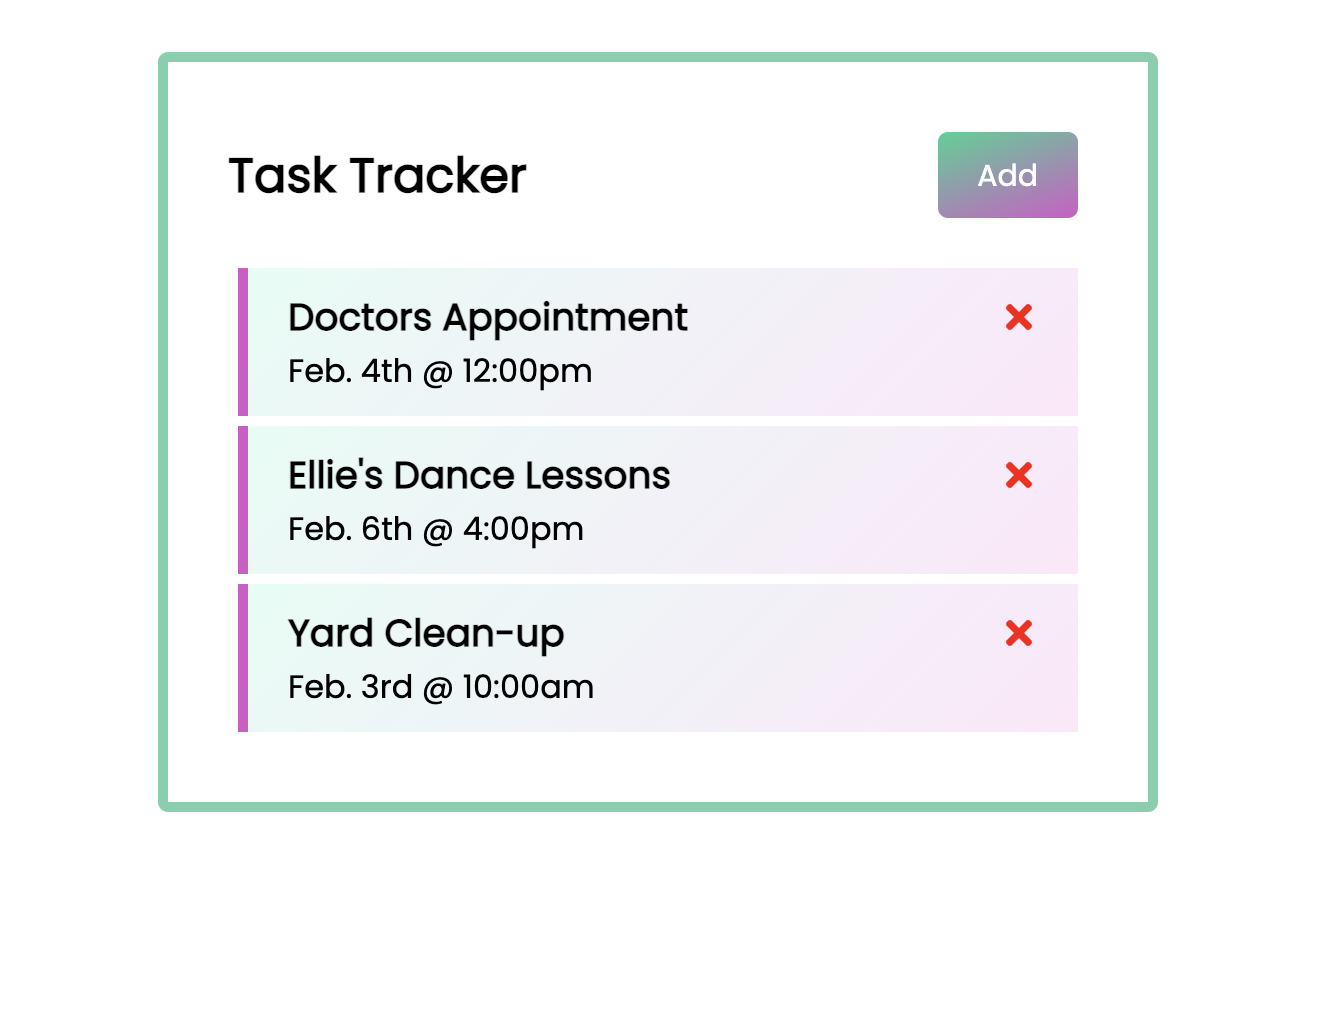 Task Tracker
Add
Doctors Appointment
Feb. 4th @ 12:00pm
Ellie's Dance Lessons
Feb. 6th @ 4:00pm
Yard Clean-up
Feb. 3rd @ 10:00am